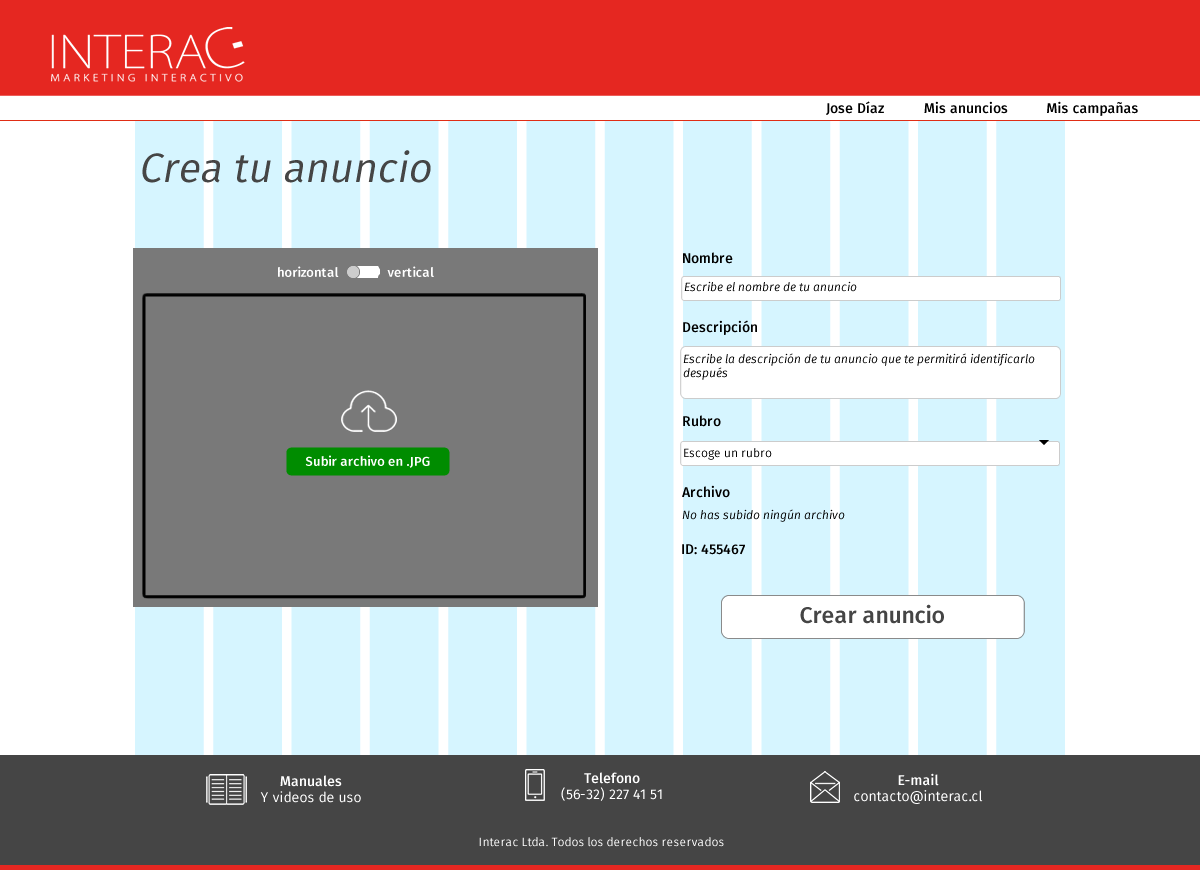 INTERAC
MARKETING INTERACTIVO
Jose Díaz Mis anuncios Mis campañas
Crea tu anuncio
horizontal vertical
Subir archivo en .JPG
Nombre
Escribe el nombre de tu anuncio
Descripción
Escribe la descripción de tu anuncio que te permitirá identificarlo
después
Rubro
Escoge un rubro
Archivo
No has subido ningún archivo
ID: 455467
Crear anuncio
Manuales
Y videos de uso
Telefono
(56-32) 227 41 51
E-mail
contacto@interac.cl
Interac Ltda. Todos los derechos reservados